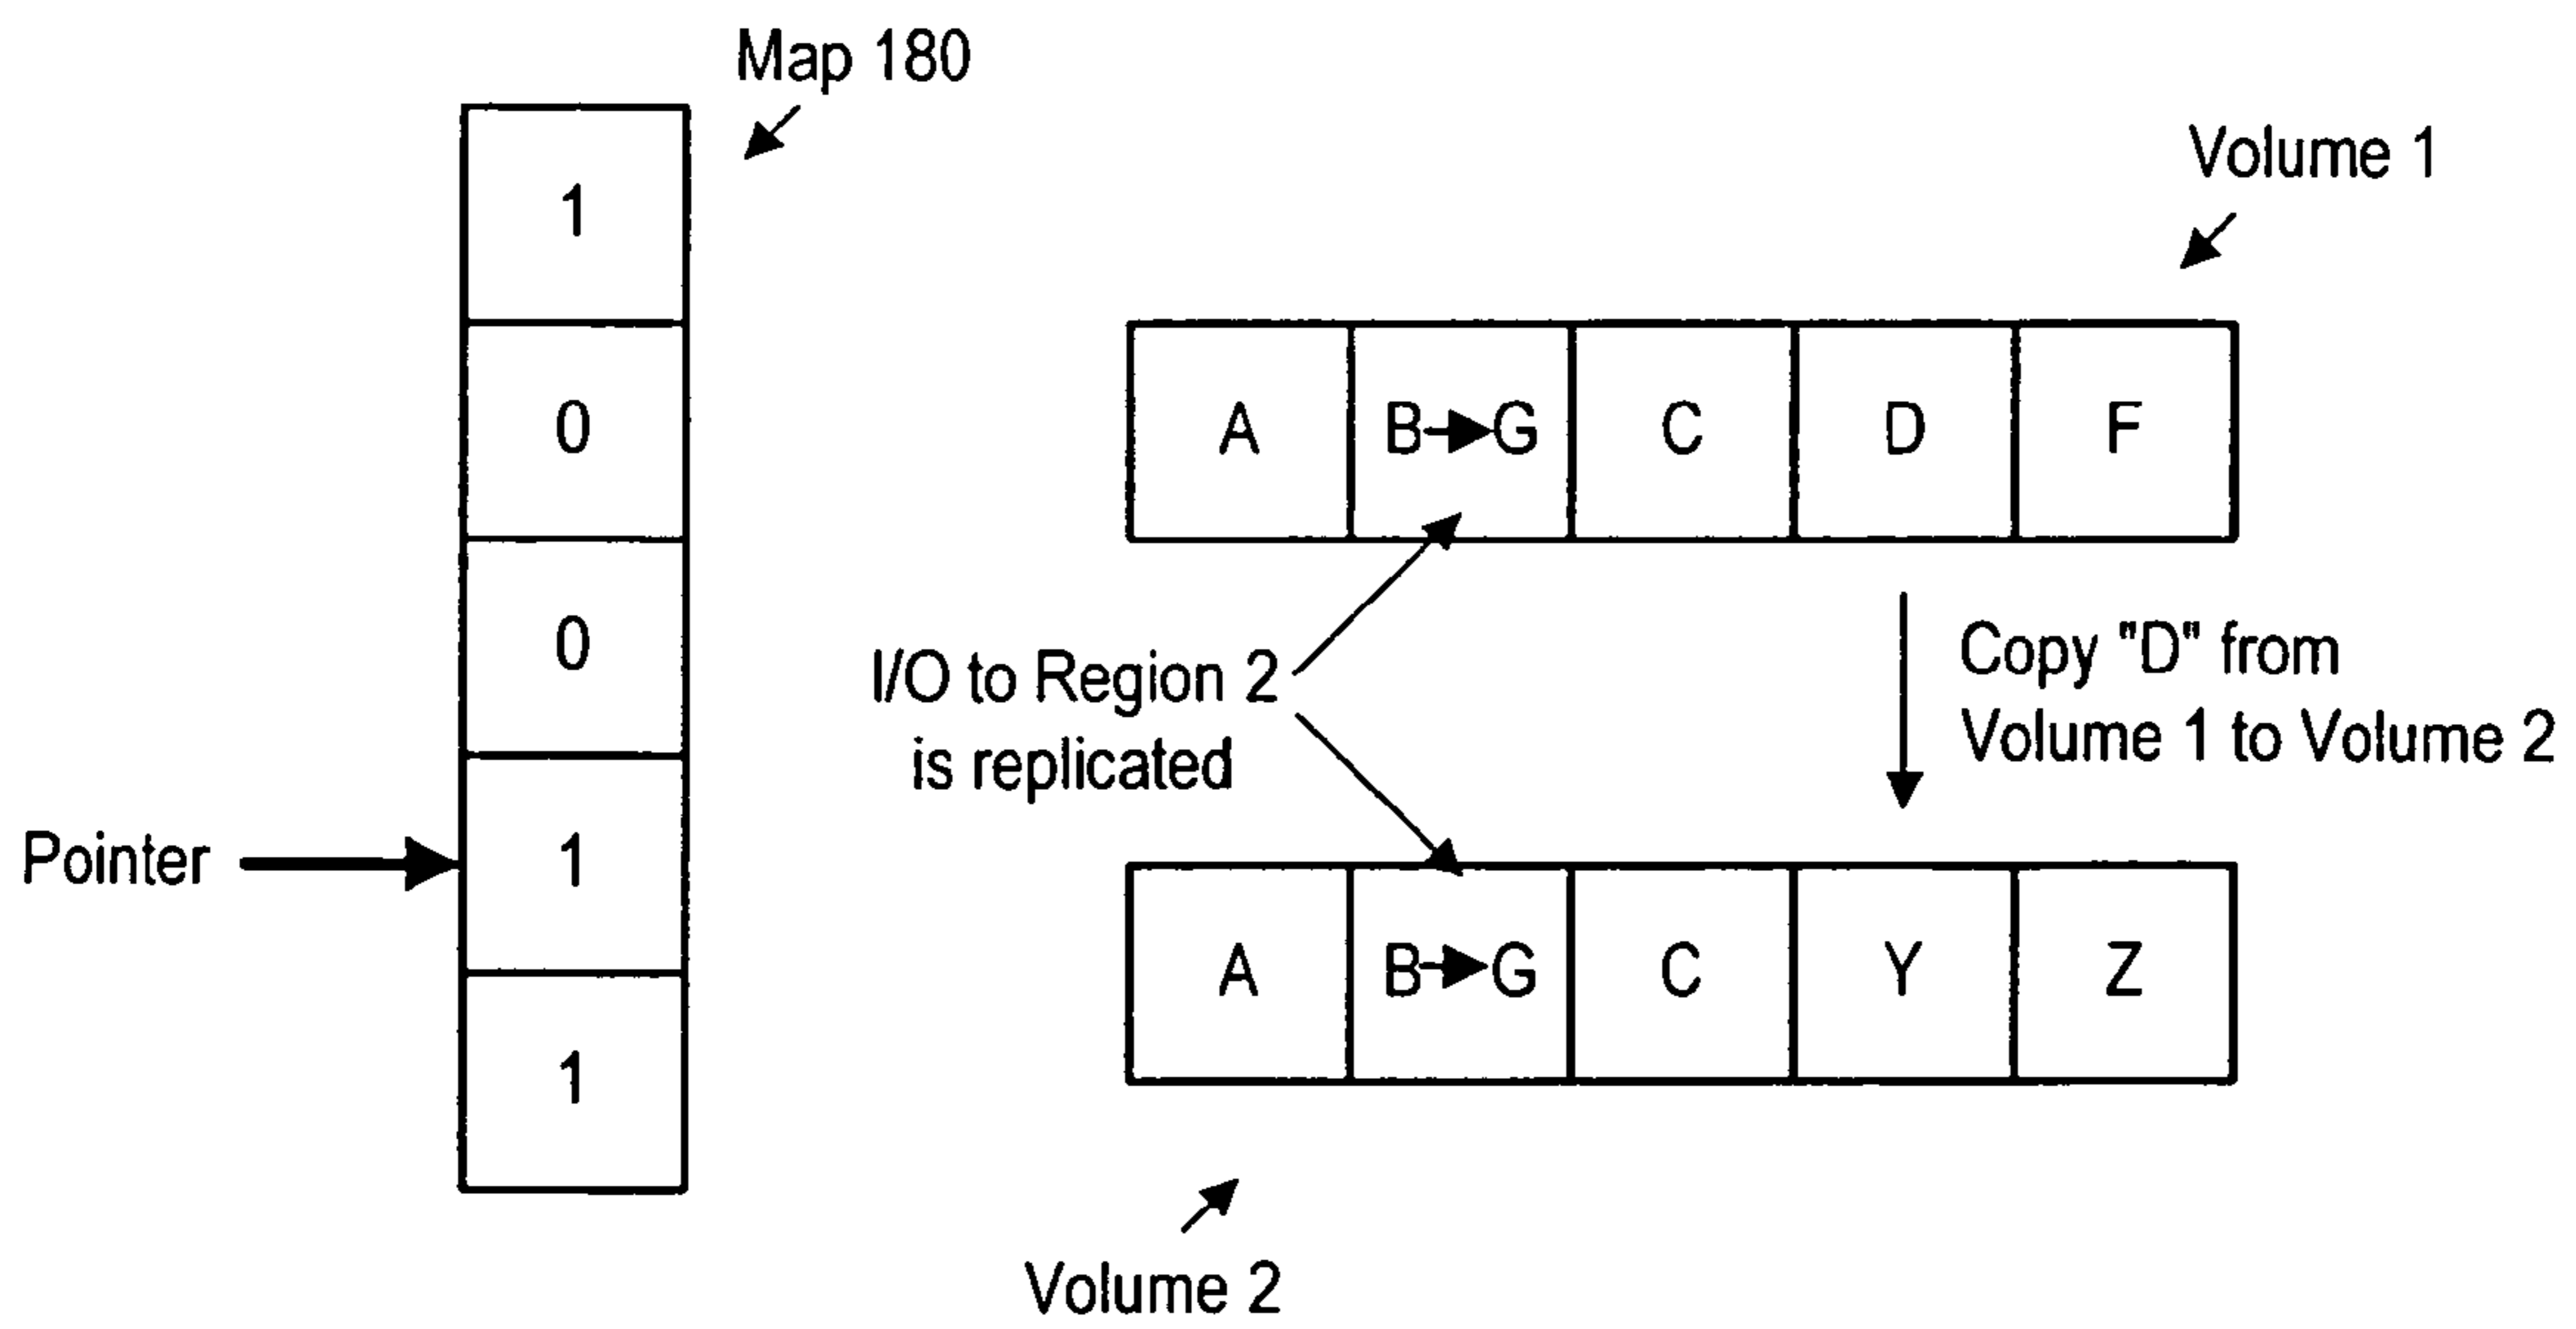 Map 180
Volume 1
1
0
0
1
1
Pointer
A
B→G
C
D
F
I/O to Region 2
is replicated
Copy "D" from
Volume 1 to Volume 2
A
B→G
C
Y
Z
Volume 2